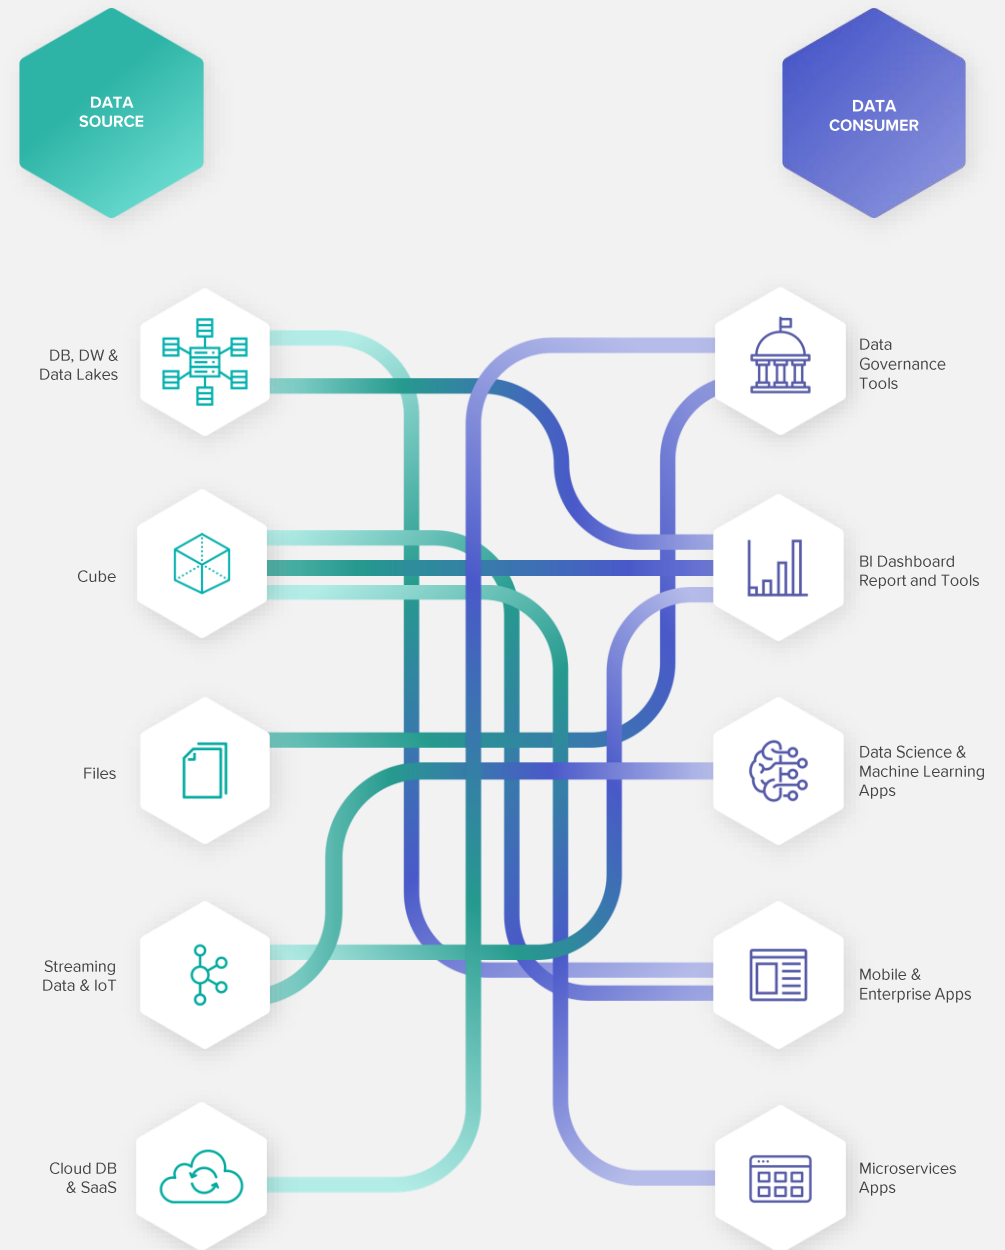 DATA
SOURCE
DATA
CONSUMER
DB, DW &
Data Lakes
Data
Governance
Tools
Cube
BI Dashboard
Report and Tools
Files
Data Science &
Machine Learning
Apps
Streaming
Data & IoT
Mobile &
Enterprise Apps
Cloud DB
& SaaS
Microservices
Apps